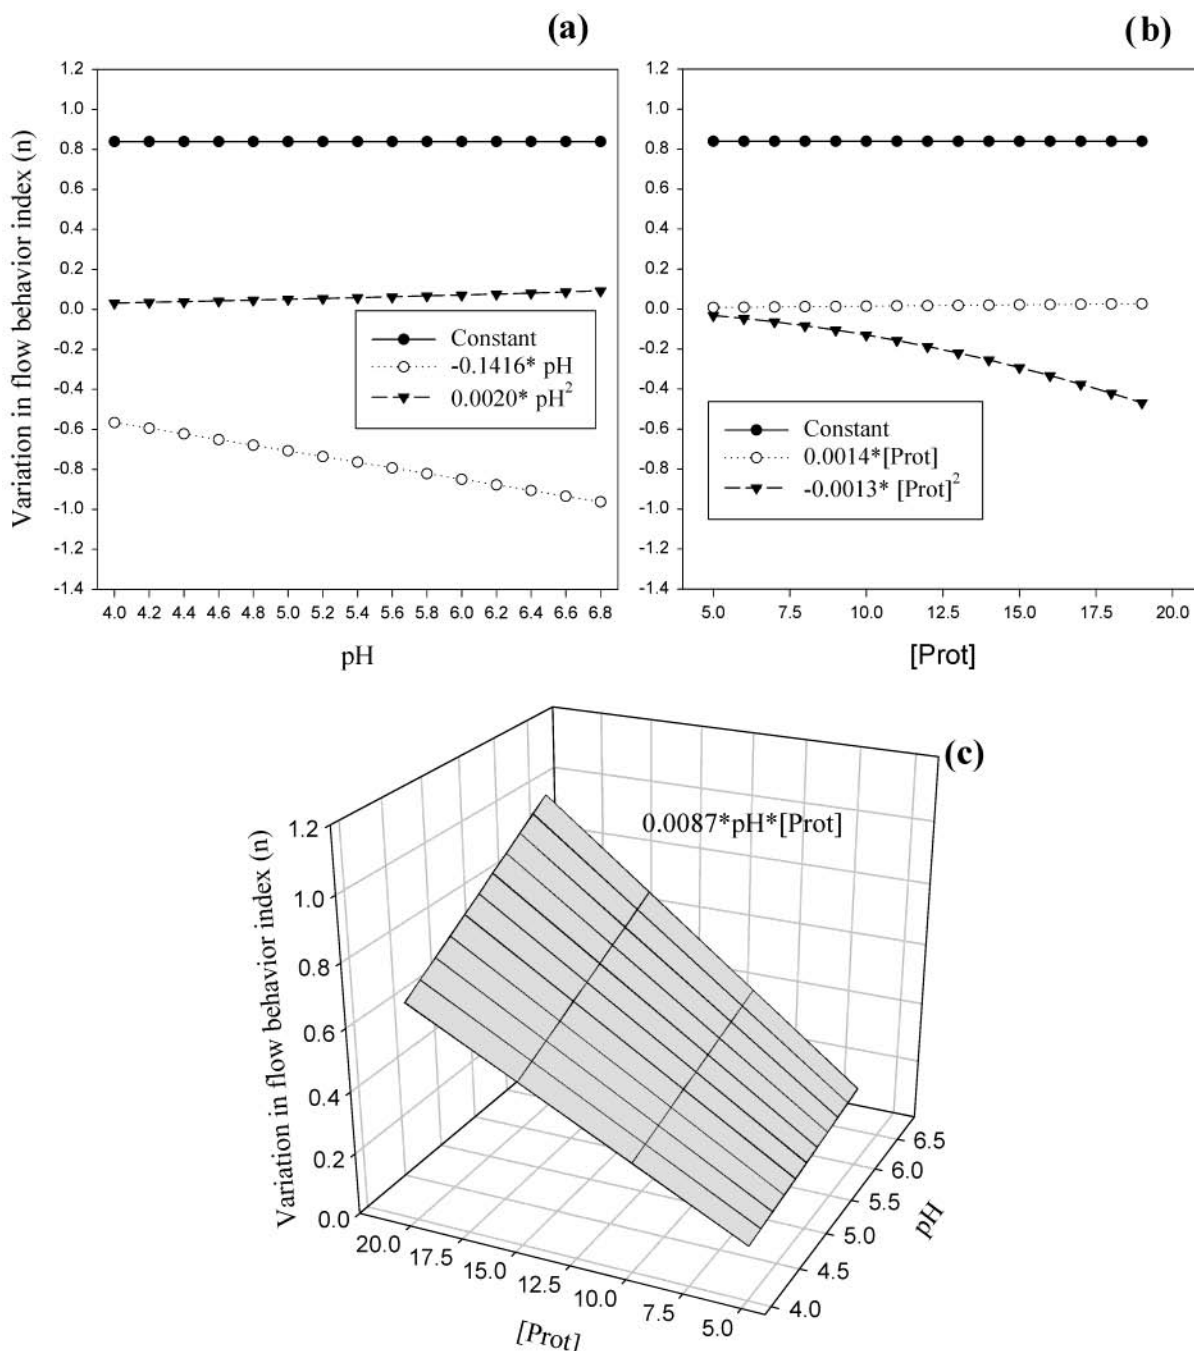 (a)
(b)
Variation in flow behavior index (n)
1.2
1.0
0.8
0.6
0.4
0.2
0.0
-0.2
-0.4
-0.6
-0.8
-1.0
-1.2
-1.4
Constant
-0.1416* pH
0.0020* pH²
4.0 4.2 4.4 4.6 4.8 5.0 5.2 5.4 5.6 5.8 6.0 6.2 6.4 6.6 6.8
pH
1.2
1.0
0.8
0.6
0.4
0.2
0.0
-0.2
-0.4
-0.6
-0.8
-1.0
-1.2
-1.4
Constant
0.0014*[Prot]
-0.0013* [Prot]²
5.0 7.5 10.0 12.5 15.0 17.5 20.0
[Prot]
(c)
0.0087*pH*[Prot]
Variation in flow behavior index (n)
1.2
1.0
0.8
0.6
0.4
0.2
0.0
20.0
17.5
15.0
12.5
10.0
7.5
5.0
[Prot]
6.5
6.0
5.5
5.0
4.5
4.0
pH